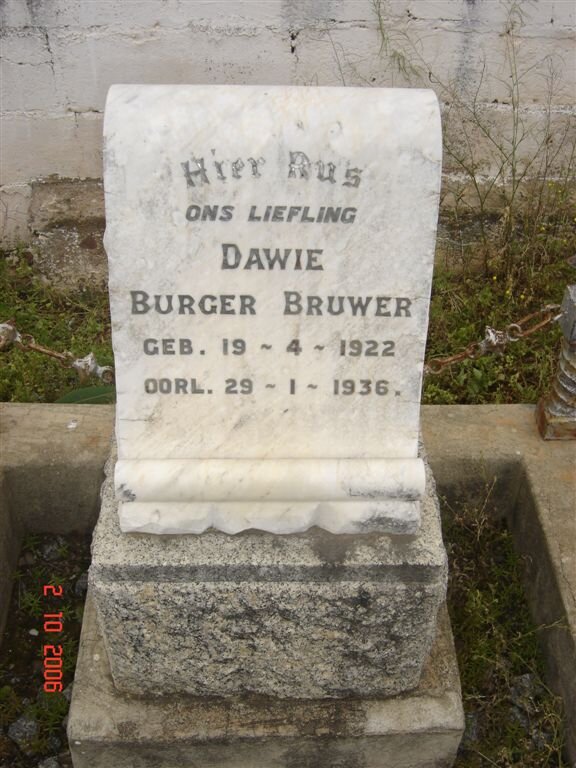 Hier Rus
ONS LIEFLING
DAWIE
BURGER BRUWER
GEB. 19 ~ 4 ~ 1922
OORL. 29 ~ 1 ~ 1936.
2 10 2006